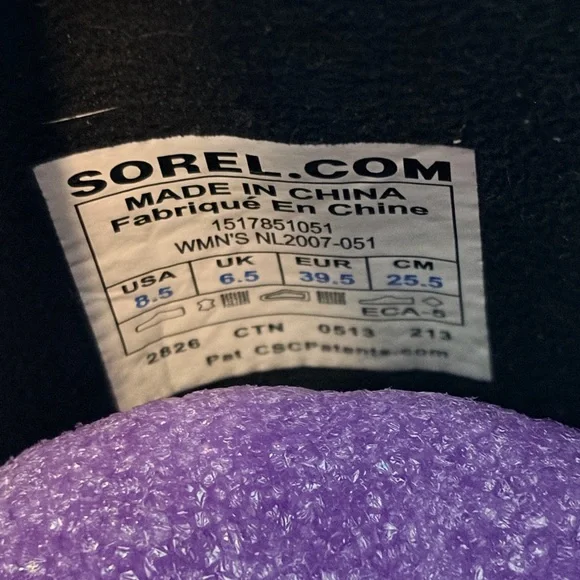 SOREL.COM
MADE IN CHINA
Fabriqué En Chine
1517851051
WMN'S NL2007-051
USA UK EUR CM
8.5 6.5 39.5 25.5
ECA-5
2826 CTN 0513 213
Pat CSCPatents.com